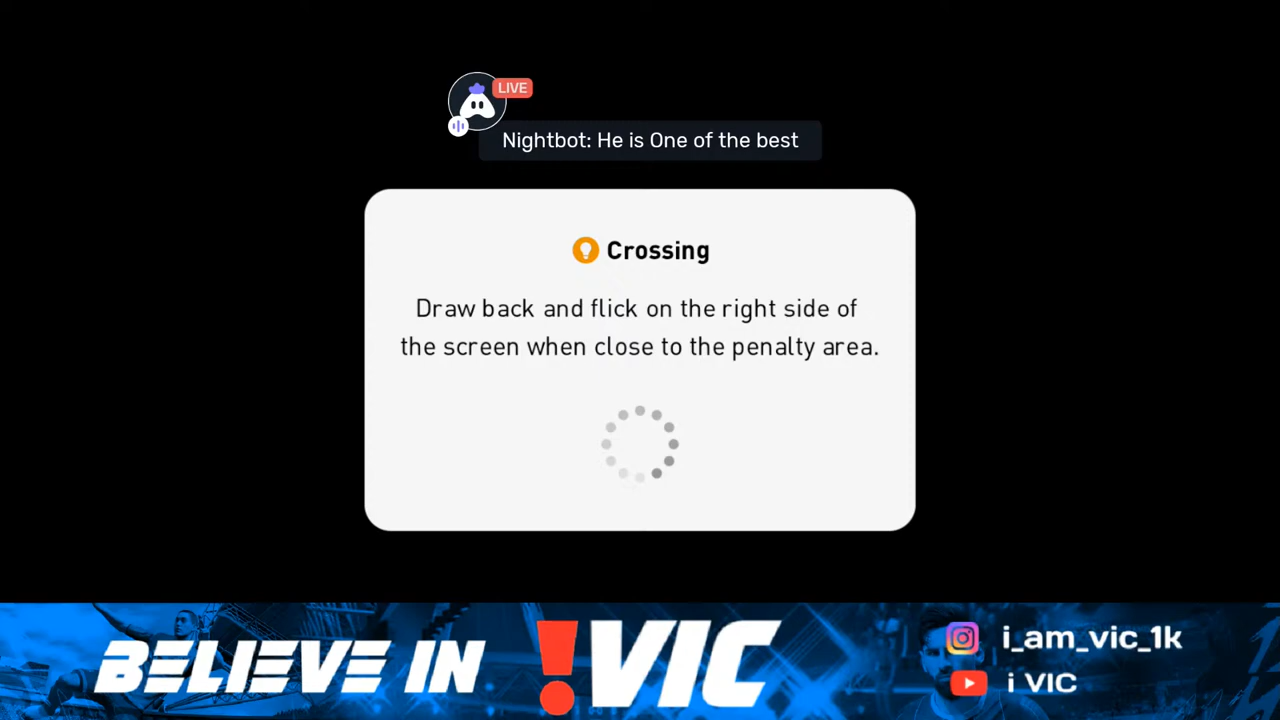 LIVE
Nightbot: He is One of the best
Crossing
Draw back and flick on the right side of
the screen when close to the penalty area.
BELIEVE IN !VIC
i_am_vic_1k
i VIC